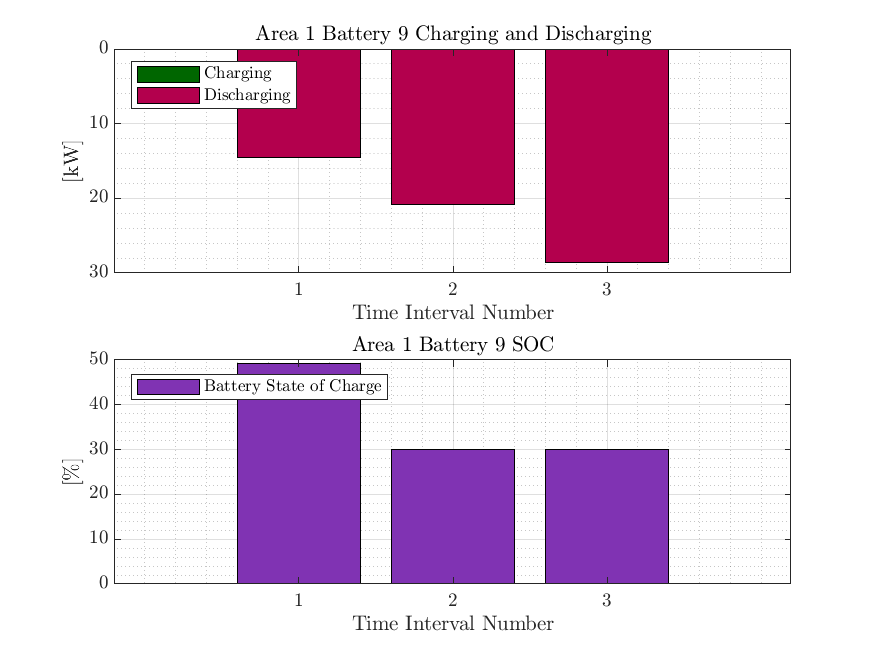 Area 1 Battery 9 Charging and Discharging
0
10
20
30
[kW]
Charging
Discharging
1 2 3
Time Interval Number
Area 1 Battery 9 SOC
50
40
30
20
10
0
[%]
Battery State of Charge
1 2 3
Time Interval Number